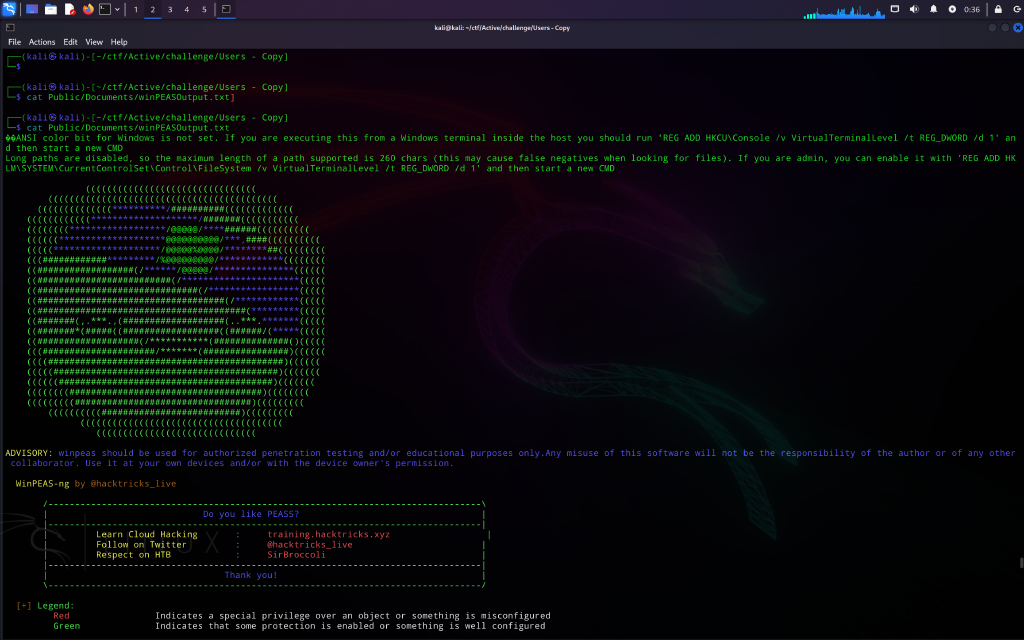 1 2 3 4 5 0:36
kali@kali: ~/ctf/Active/challenge/Users - Copy
File Actions Edit View Help
┌──(kali㉿kali)-[~/ctf/Active/challenge/Users - Copy]
└─$
┌──(kali㉿kali)-[~/ctf/Active/challenge/Users - Copy]
└─$ cat Public/Documents/winPEASOutput.txt]
┌──(kali㉿kali)-[~/ctf/Active/challenge/Users - Copy]
└─$ cat Public/Documents/winPEASOutput.txt
��ANSI color bit for Windows is not set. If you are executing this from a Windows terminal inside the host you should run 'REG ADD HKCU\Console /v VirtualTerminalLevel /t REG_DWORD /d 1' an
d then start a new CMD
Long paths are disabled, so the maximum length of a path supported is 260 chars (this may cause false negatives when looking for files). If you are admin, you can enable it with 'REG ADD HK
LM\SYSTEM\CurrentControlSet\Control\FileSystem /v VirtualTerminalLevel /t REG_DWORD /d 1' and then start a new CMD
ADVISORY: winpeas should be used for authorized penetration testing and/or educational purposes only.Any misuse of this software will not be the responsibility of the author or of any other
collaborator. Use it at your own devices and/or with the device owner's permission.
WinPEAS-ng by @hacktricks_live
Do you like PEASS?
Learn Cloud Hacking : training.hacktricks.xyz
Follow on Twitter : @hacktricks_live
Respect on HTB : SirBroccoli
Thank you!
[+] Legend:
Red Indicates a special privilege over an object or something is misconfigured
Green Indicates that some protection is enabled or something is well configured